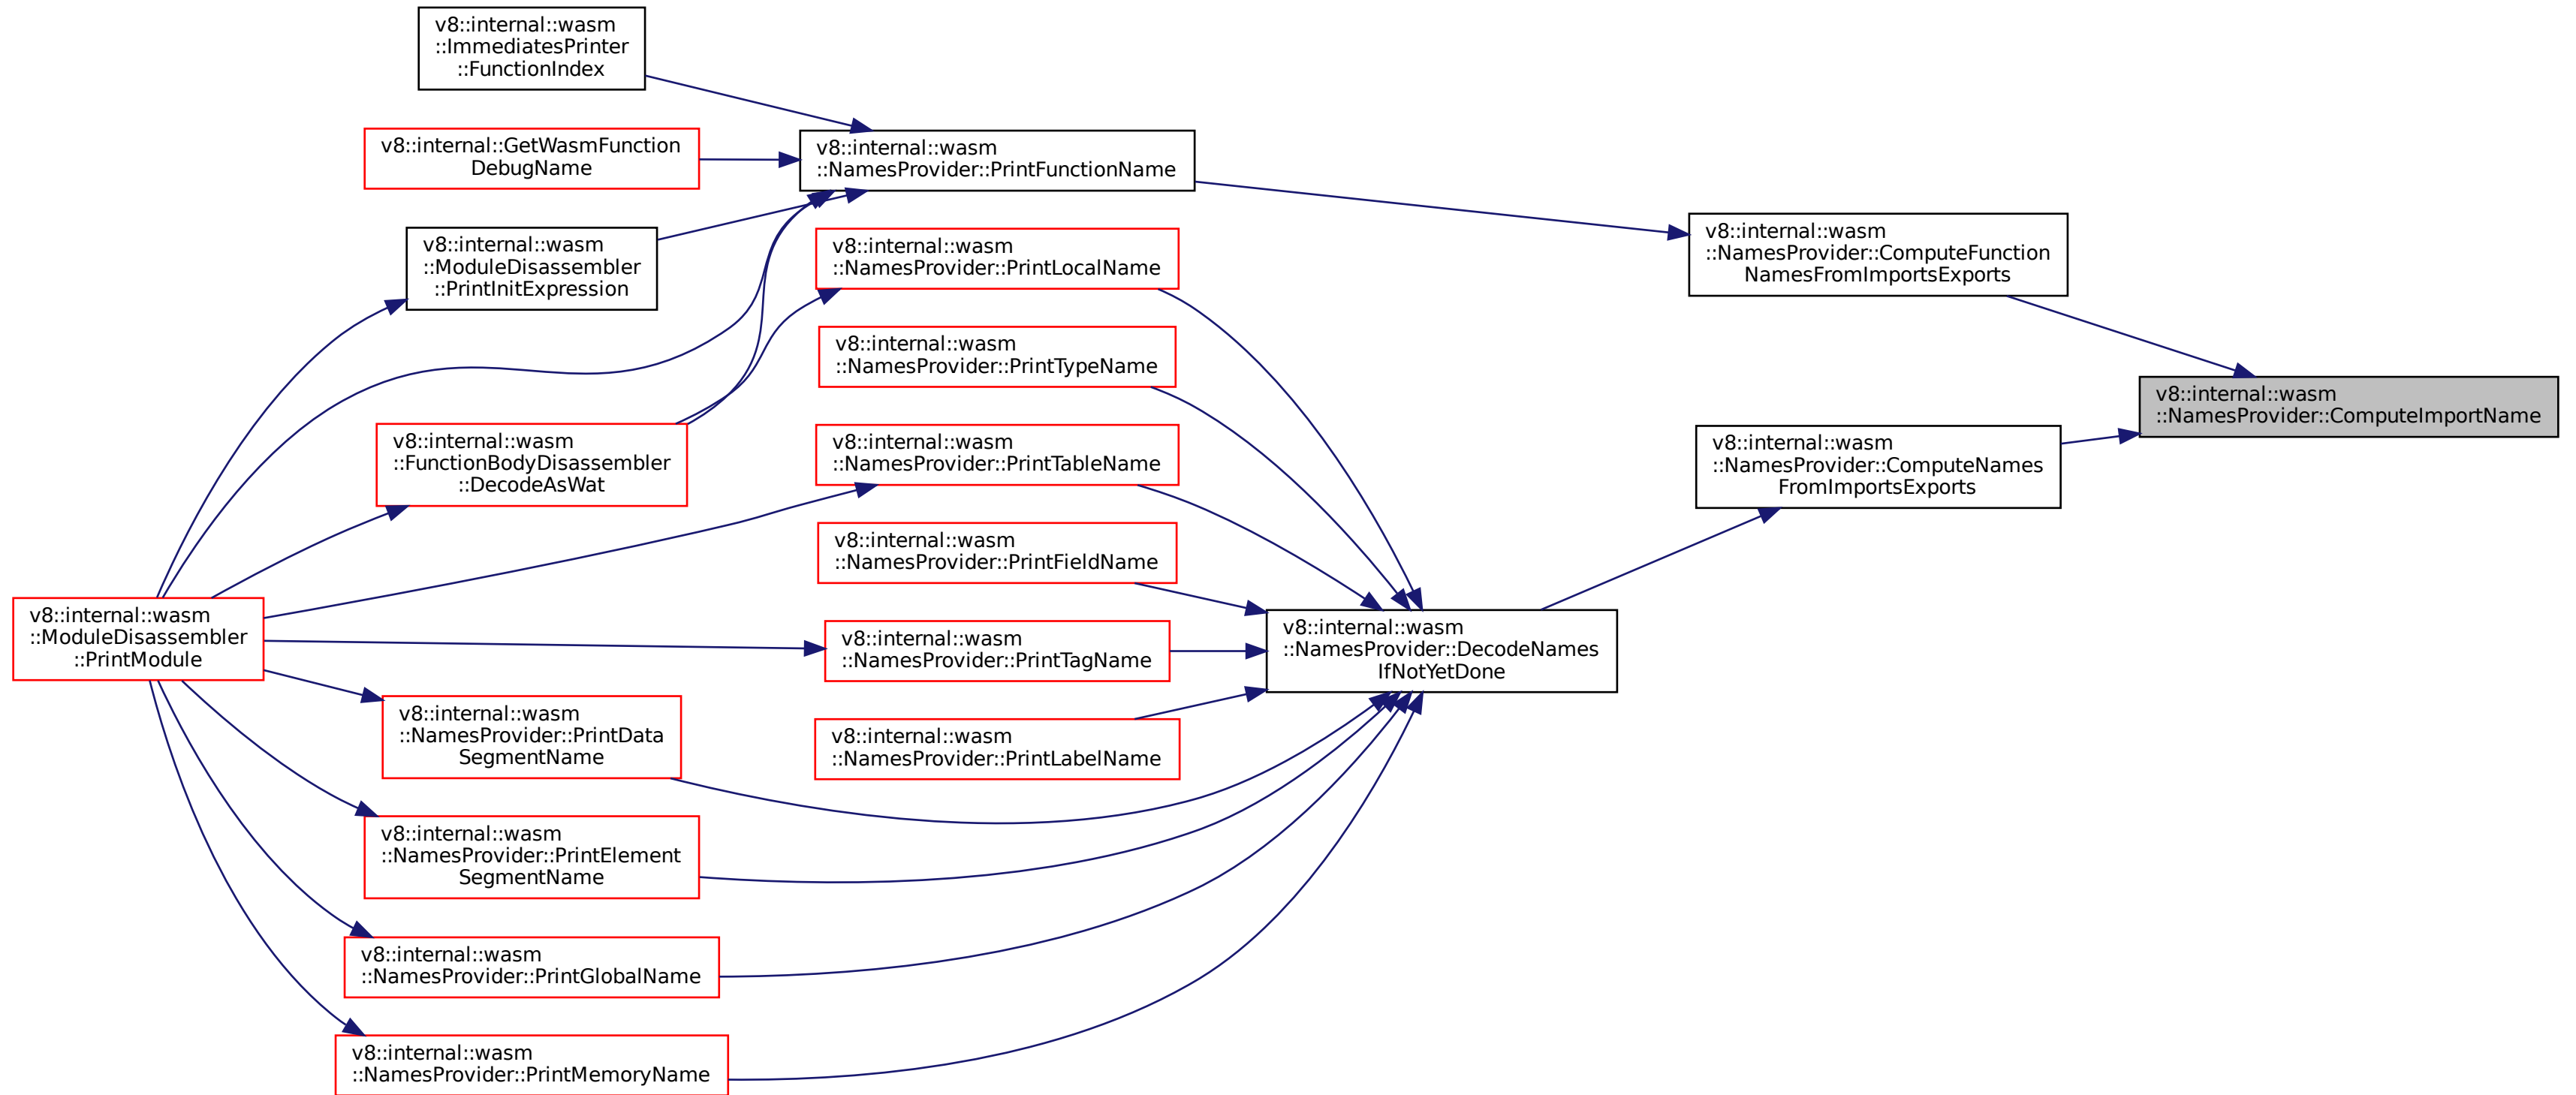 v8::internal::wasm
::ImmediatesPrinter
::FunctionIndex
v8::internal::GetWasmFunction
DebugName
v8::internal::wasm
::NamesProvider::PrintFunctionName
v8::internal::wasm
::ModuleDisassembler
::PrintInitExpression
v8::internal::wasm
::NamesProvider::PrintLocalName
v8::internal::wasm
::NamesProvider::ComputeFunction
NamesFromImportsExports
v8::internal::wasm
::NamesProvider::PrintTypeName
v8::internal::wasm
::NamesProvider::ComputeImportName
v8::internal::wasm
::FunctionBodyDisassembler
::DecodeAsWat
v8::internal::wasm
::NamesProvider::PrintTableName
v8::internal::wasm
::NamesProvider::ComputeNames
FromImportsExports
v8::internal::wasm
::NamesProvider::PrintFieldName
v8::internal::wasm
::ModuleDisassembler
::PrintModule
v8::internal::wasm
::NamesProvider::PrintTagName
v8::internal::wasm
::NamesProvider::DecodeNames
IfNotYetDone
v8::internal::wasm
::NamesProvider::PrintData
SegmentName
v8::internal::wasm
::NamesProvider::PrintLabelName
v8::internal::wasm
::NamesProvider::PrintElement
SegmentName
v8::internal::wasm
::NamesProvider::PrintGlobalName
v8::internal::wasm
::NamesProvider::PrintMemoryName